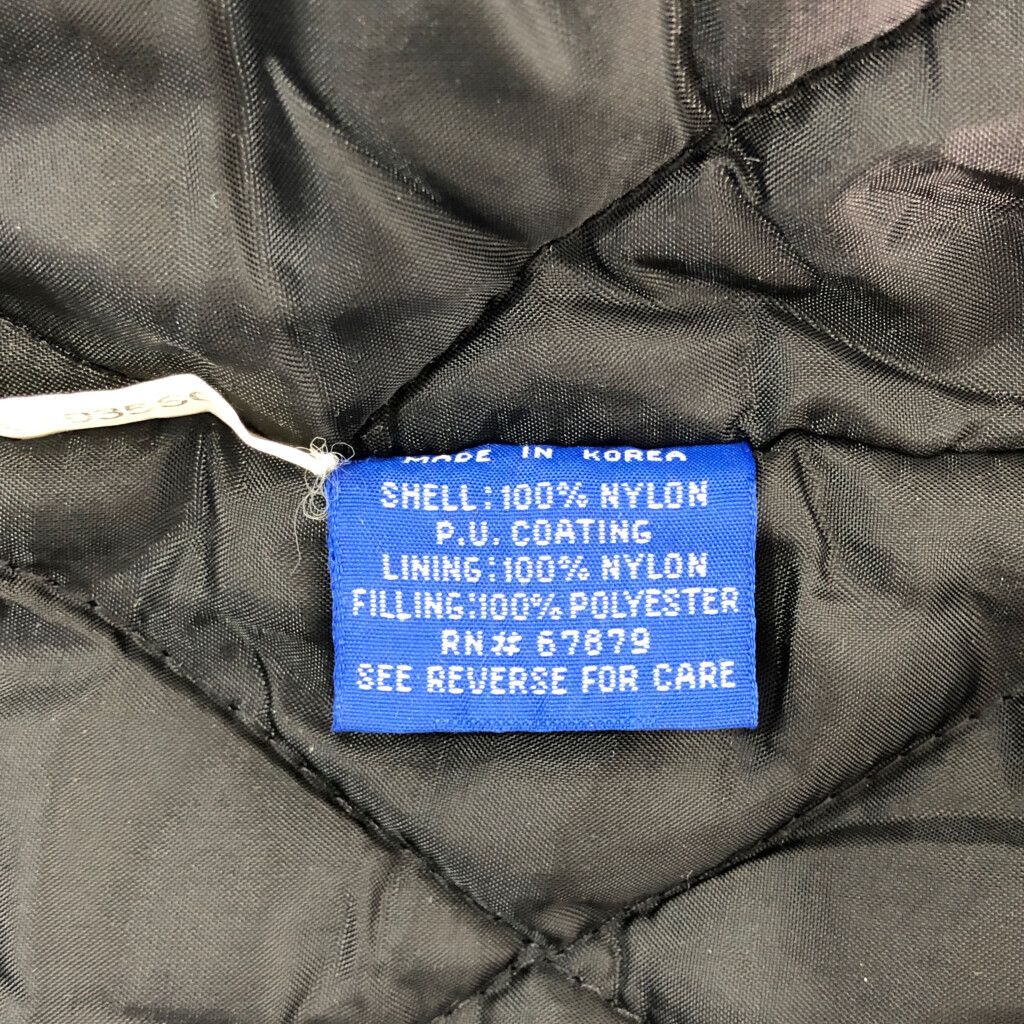 MADE IN KOREA
SHELL:100% NYLON
P.U. COATING
LINING:100% NYLON
FILLING:100% POLYESTER
RN# 67879
SEE REVERSE FOR CARE